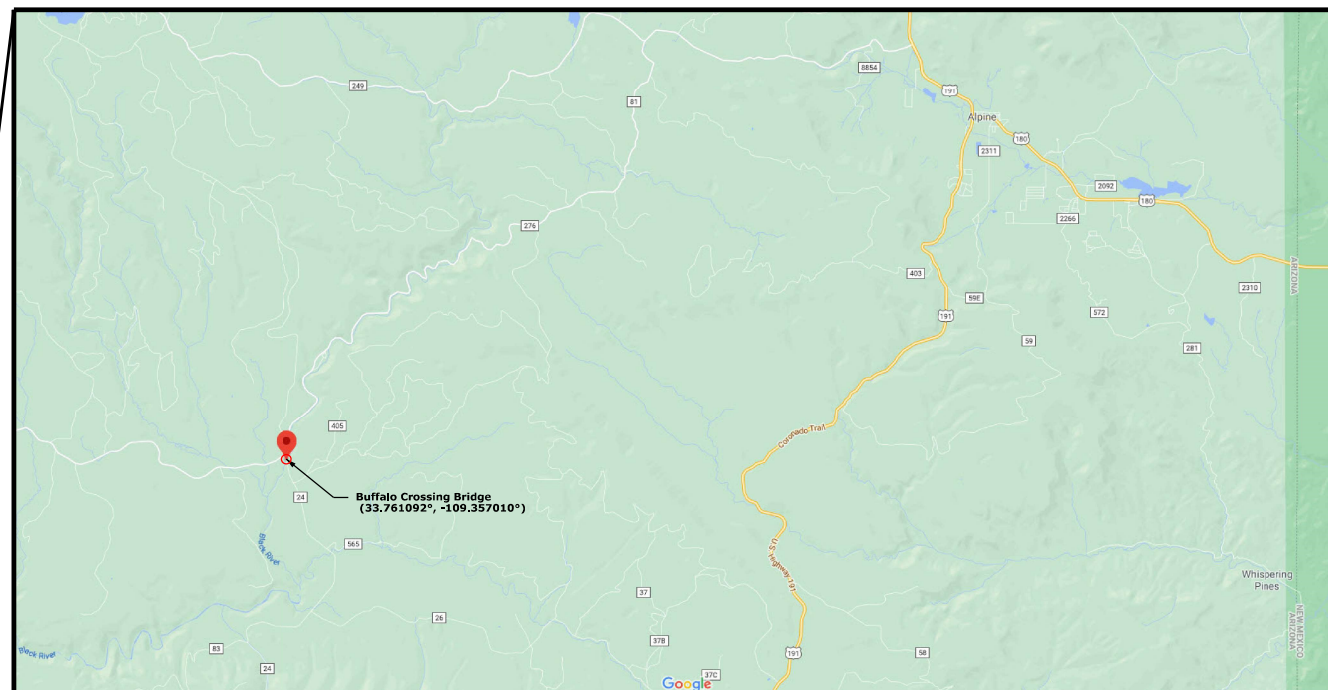 249
81
8854
191
Alpine
180
2311
2092
180
2266
276
403
59E
191
59
572
281
2310
ARIZONA
405
Coronado Trail
24
Buffalo Crossing Bridge
(33.761092°, -109.357010°)
Black River
565
U.S. Highway 191
Whispering
Pines
37
26
37B
83
24
Black River
37C
191
58
NEW MEXICO
ARIZONA
Google